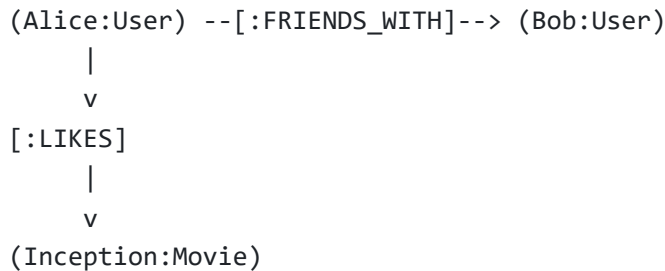 (Alice:User) --[:FRIENDS_WITH]--> (Bob:User)
|
v
[:LIKES]
|
v
(Inception:Movie)